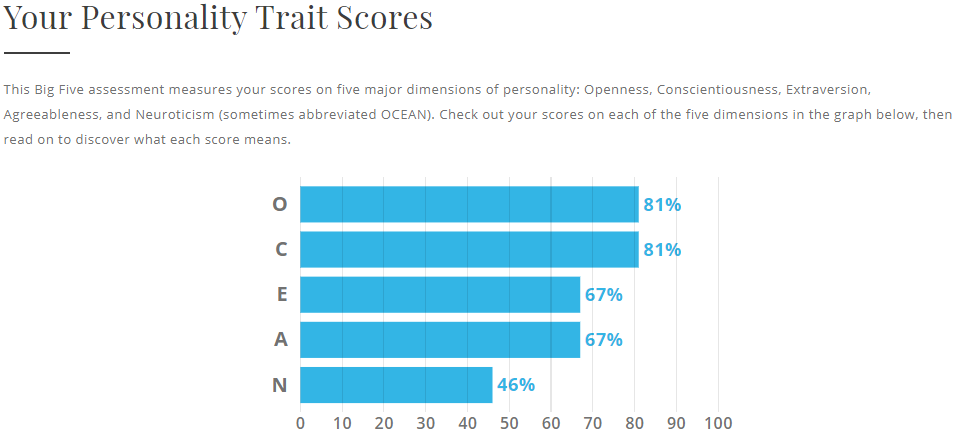 Your Personality Trait Scores
This Big Five assessment measures your scores on five major dimensions of personality: Openness, Conscientiousness, Extraversion,
Agreeableness, and Neuroticism (sometimes abbreviated OCEAN). Check out your scores on each of the five dimensions in the graph below, then
read on to discover what each score means.
O 81%
C 81%
E 67%
A 67%
N 46%
0 10 20 30 40 50 60 70 80 90 100